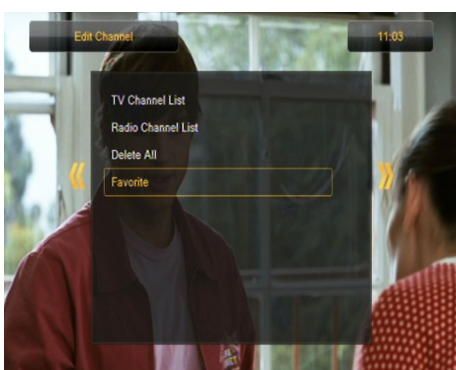 Edit Channel
11:03
TV Channel List
Radio Channel List
Delete All
Favorite